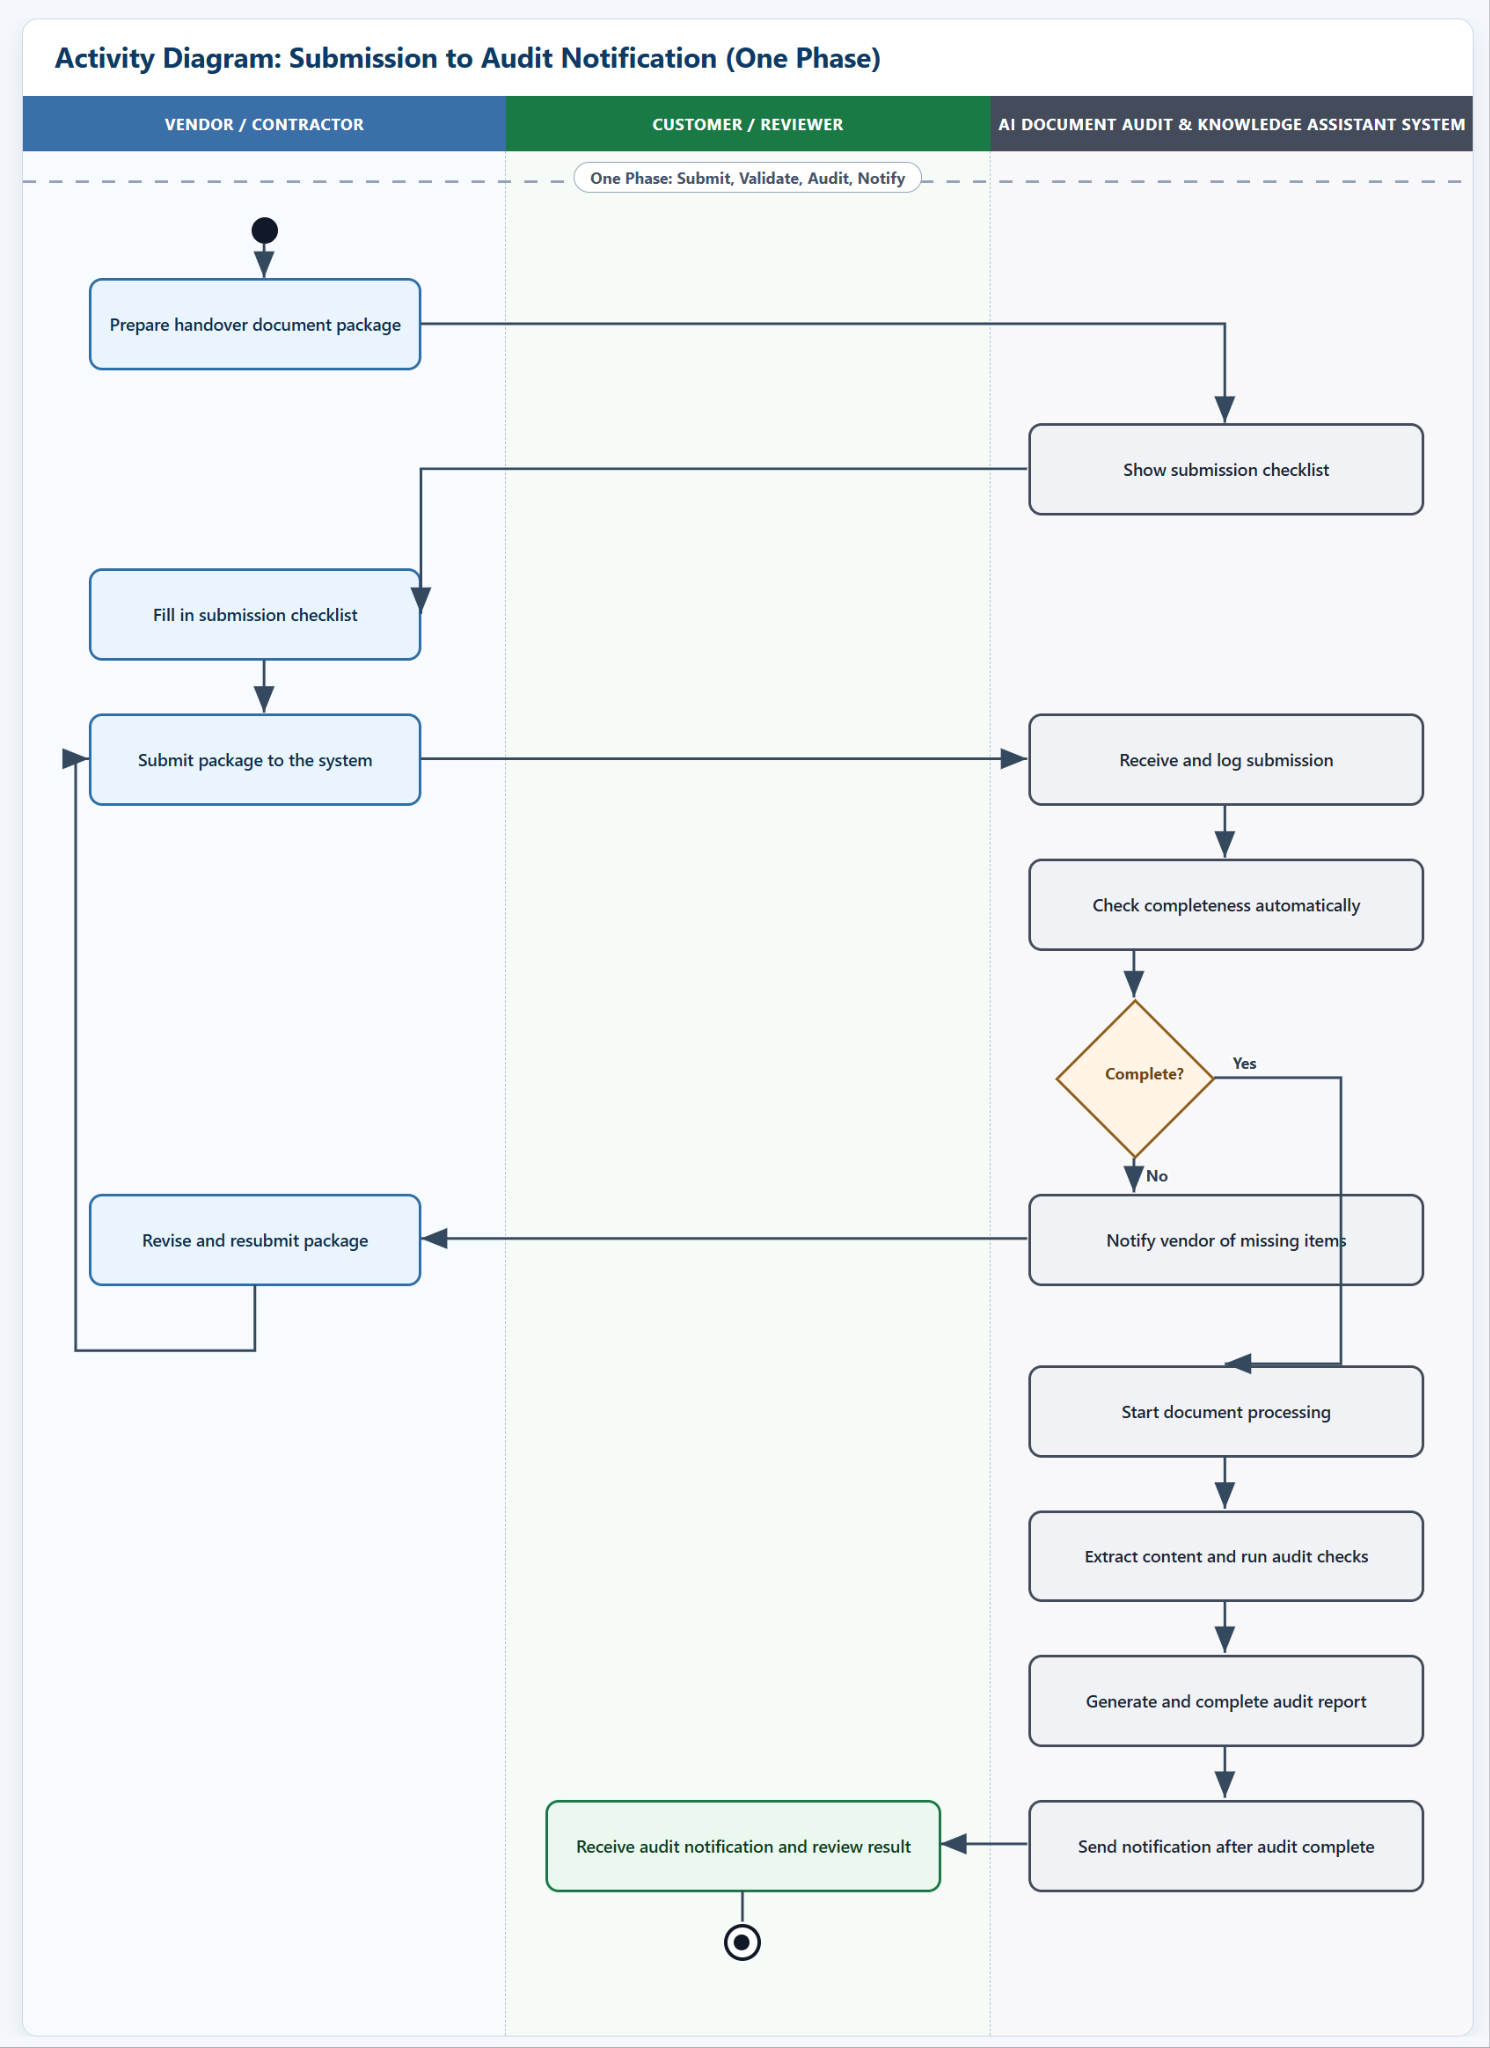 Activity Diagram: Submission to Audit Notification (One Phase)
VENDOR / CONTRACTOR
CUSTOMER / REVIEWER
AI DOCUMENT AUDIT & KNOWLEDGE ASSISTANT SYSTEM
One Phase: Submit, Validate, Audit, Notify
Prepare handover document package
Show submission checklist
Fill in submission checklist
Submit package to the system
Receive and log submission
Check completeness automatically
Complete?
Yes
No
Revise and resubmit package
Notify vendor of missing items
Start document processing
Extract content and run audit checks
Generate and complete audit report
Receive audit notification and review result
Send notification after audit complete